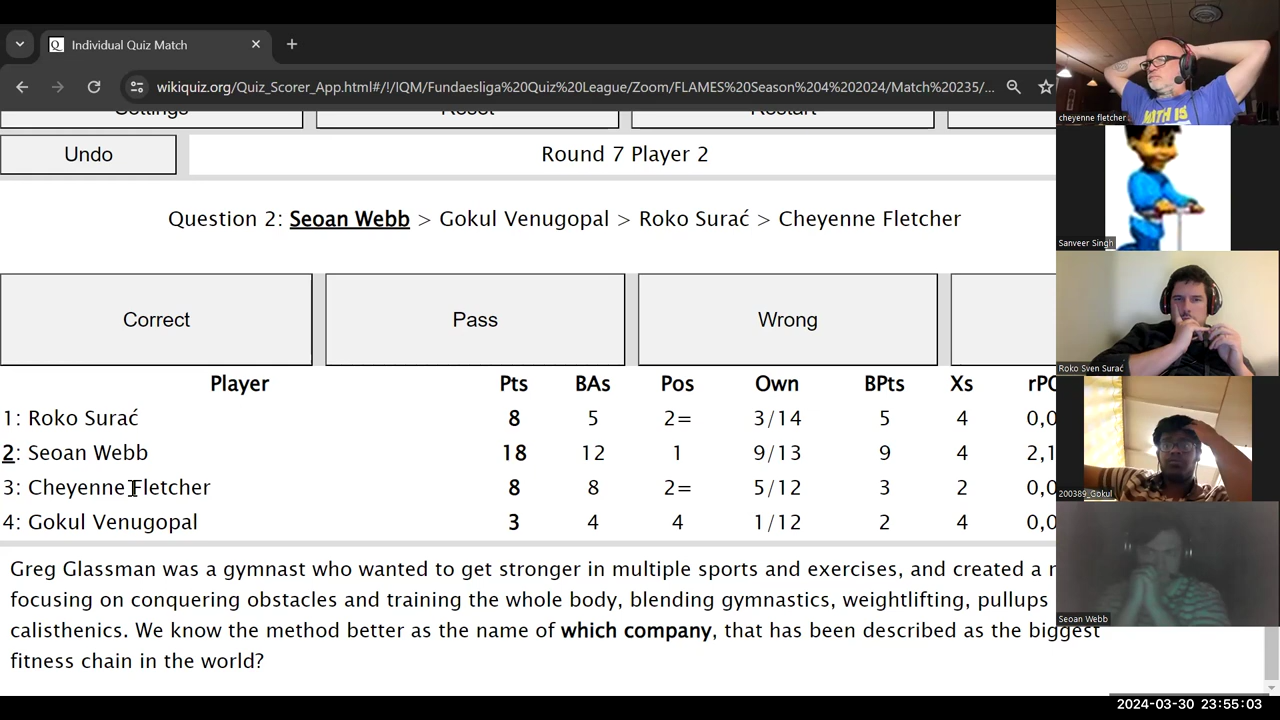 Individual Quiz Match
wikiquiz.org/Quiz_Scorer_App.html#/!/IQM/Fundaesliga%20Quiz%20League/Zoom/FLAMES%20Season%204%202024/Match%20235/...
Settings Reset Restart
Undo Round 7 Player 2
Question 2: Seoan Webb > Gokul Venugopal > Roko Surać > Cheyenne Fletcher
Correct Pass Wrong
Player Pts BAs Pos Own BPts Xs
1: Roko Surać 8 5 2= 3/14 5 4
2: Seoan Webb 18 12 1 9/13 9 4
3: Cheyenne Fletcher 8 8 2= 5/12 3 2
4: Gokul Venugopal 3 4 4 1/12 2 4
Greg Glassman was a gymnast who wanted to get stronger in multiple sports and exercises, and created a
focusing on conquering obstacles and training the whole body, blending gymnastics, weightlifting, pullups
calisthenics. We know the method better as the name of which company, that has been described as the biggest
fitness chain in the world?
cheyenne fletcher
MATH IS
Sanveer Singh
Roko Sven Surać
200389_Gokul
Seoan Webb
2024-03-30 23:55:03